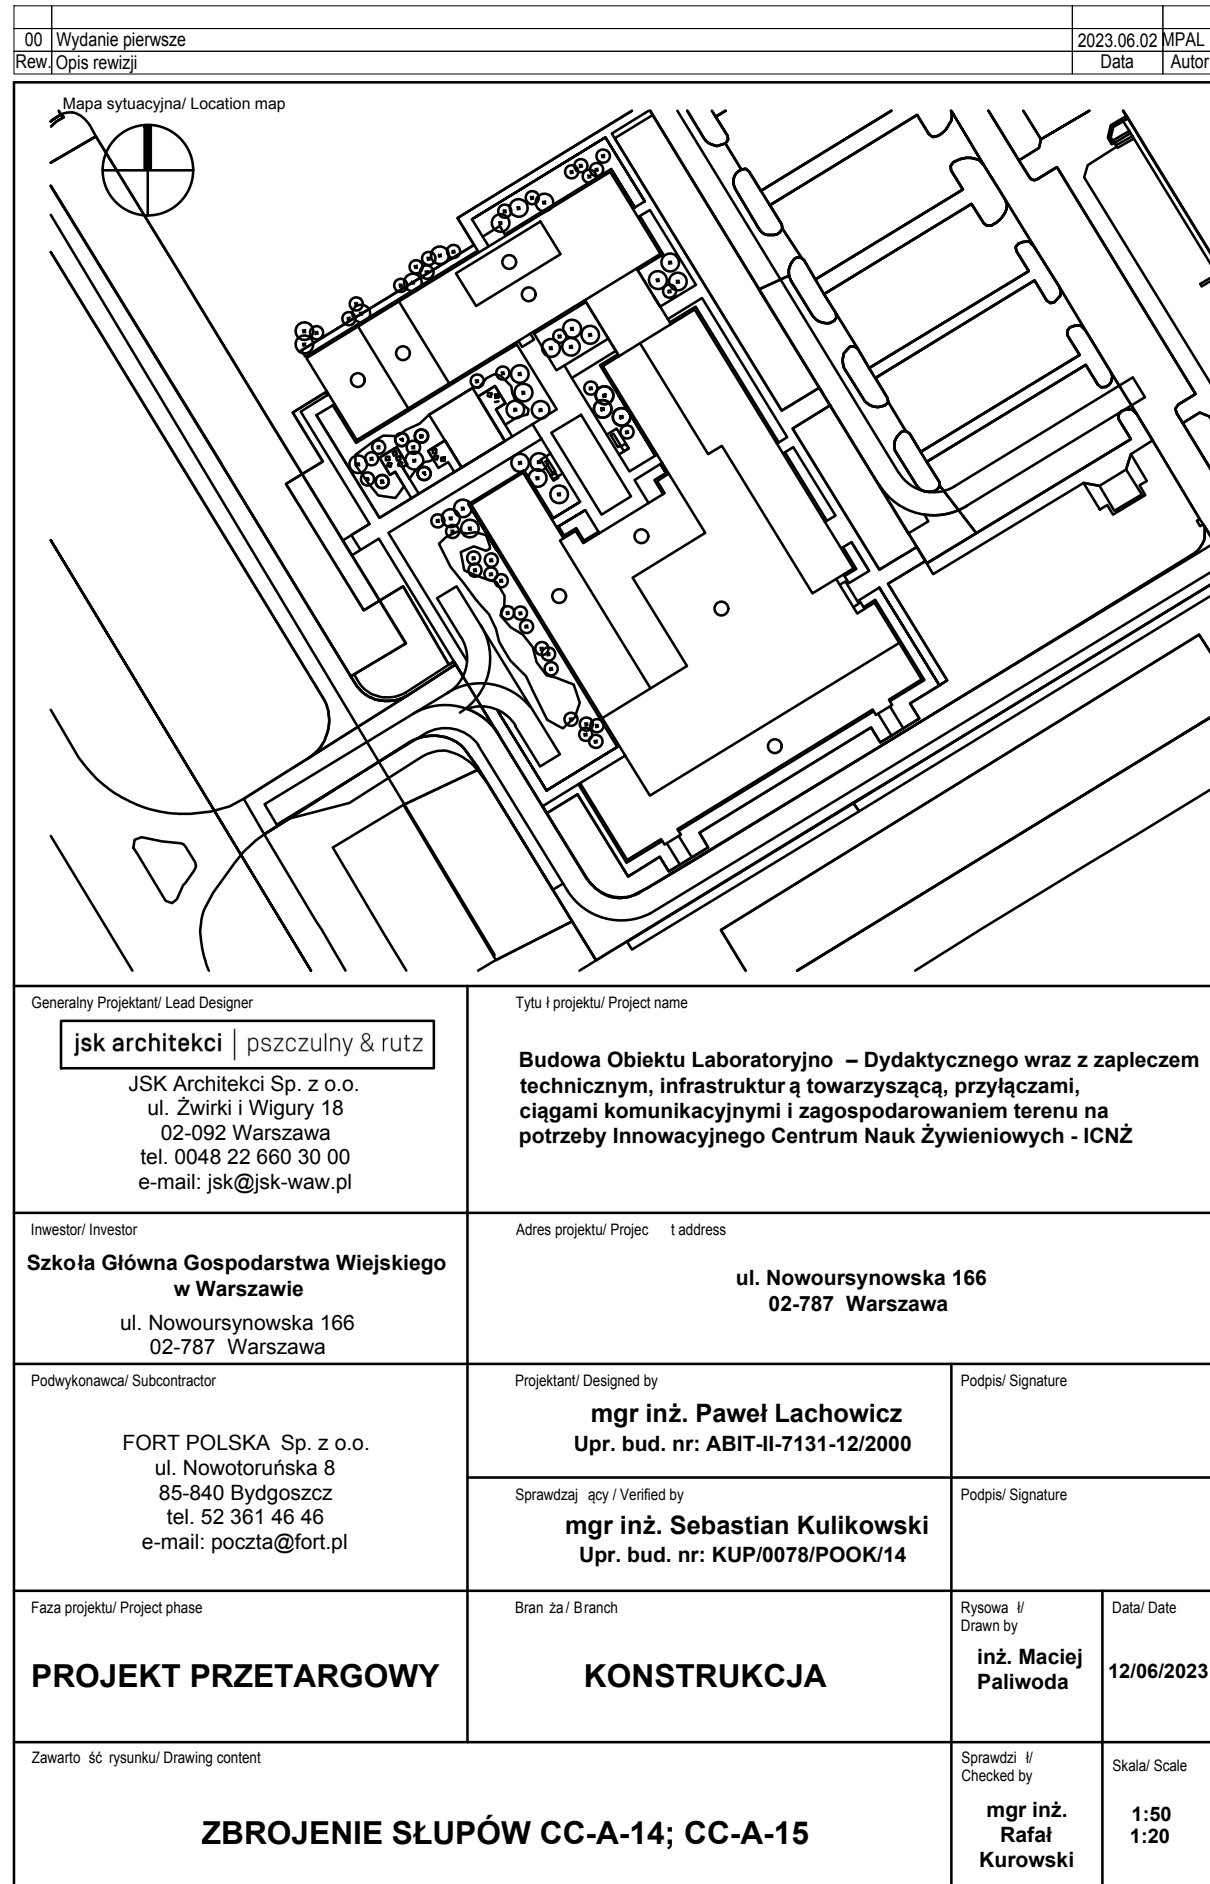 00 Wydanie pierwsze 2023.06.02 MPAL
Rew. Opis rewizji Data Autor
Mapa sytuacyjna/ Location map
Generalny Projektant/ Lead Designer
jsk architekci | pszczulny & rutz
JSK Architekci Sp. z o.o.
ul. Żwirki i Wigury 18
02-092 Warszawa
tel. 0048 22 660 30 00
e-mail: jsk@jsk-waw.pl
Tytu ł projektu/ Project name
Budowa Obiektu Laboratoryjno – Dydaktycznego wraz z zapleczem
technicznym, infrastruktur ą towarzyszącą, przyłączami,
ciągami komunikacyjnymi i zagospodarowaniem terenu na
potrzeby Innowacyjnego Centrum Nauk Żywieniowych - ICNŻ
Inwestor/ Investor
Szkoła Główna Gospodarstwa Wiejskiego
w Warszawie
ul. Nowoursynowska 166
02-787 Warszawa
Adres projektu/ Projec t address
ul. Nowoursynowska 166
02-787 Warszawa
Podwykonawca/ Subcontractor
FORT POLSKA Sp. z o.o.
ul. Nowotoruńska 8
85-840 Bydgoszcz
tel. 52 361 46 46
e-mail: poczta@fort.pl
Projektant/ Designed by
mgr inż. Paweł Lachowicz
Upr. bud. nr: ABIT-II-7131-12/2000
Podpis/ Signature
Sprawdzaj ący / Verified by
mgr inż. Sebastian Kulikowski
Upr. bud. nr: KUP/0078/POOK/14
Podpis/ Signature
Faza projektu/ Project phase
PROJEKT PRZETARGOWY
Bran ża / Branch
KONSTRUKCJA
Rysowa ł/
Drawn by
inż. Maciej
Paliwoda
Data/ Date
12/06/2023
Zawarto ść rysunku/ Drawing content
ZBROJENIE SŁUPÓW CC-A-14; CC-A-15
Sprawdzi ł/
Checked by
mgr inż.
Rafał
Kurowski
Skala/ Scale
1:50
1:20